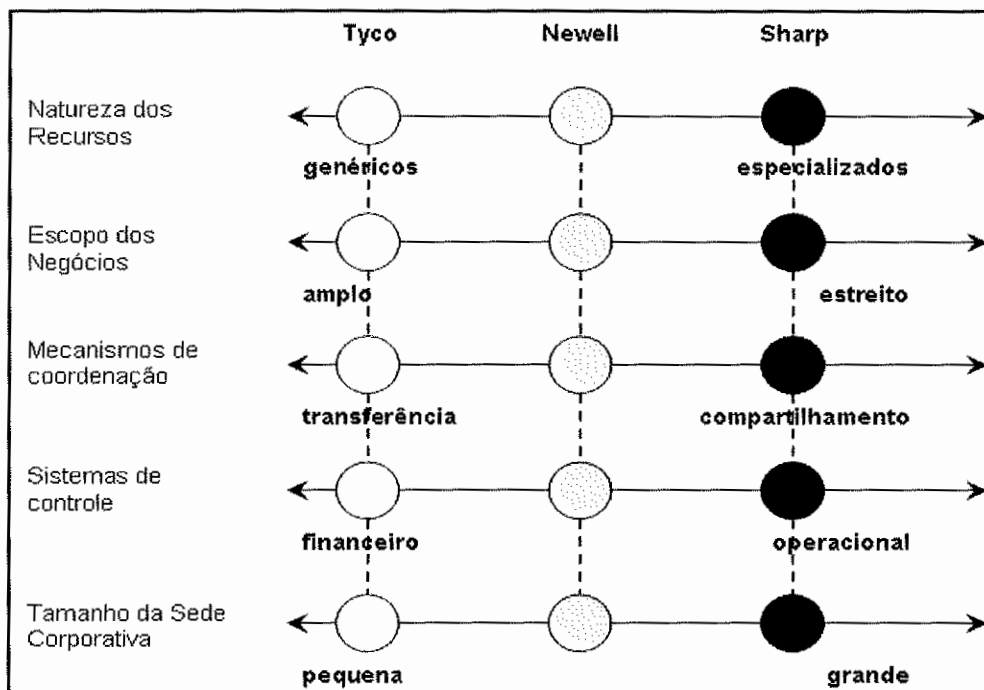 Tyco Newell Sharp
Natureza dos
Recursos
genéricos especializados
Escopo dos
Negócios
amplo estreito
Mecanismos de
coordenação
transferência compartilhamento
Sistemas de
controle
financeiro operacional
Tamanho da Sede
Corporativa
pequena grande